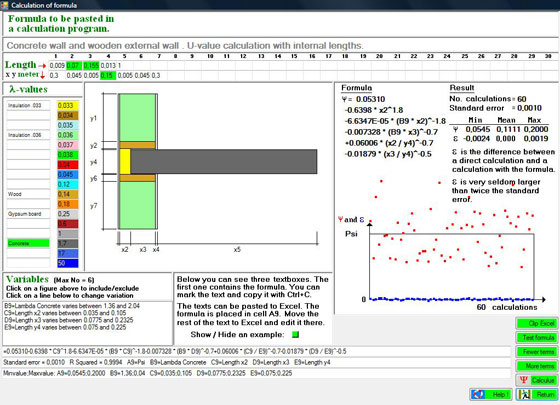 Calculation of formula
Formula to be pasted in
a calculation program.
Concrete wall and wooden external wall . U-value calculation with internal lengths.
1 2 3 4 5 6 7 8 9 10 11 12 13 14 15 16 17 18 19 20 21 22 23 24 25 26 27 28 29 30
Length 0,009 0,07 0,155 0,013 1
x y meter 0.3 0.045 0.005 0.15 0.005 0.045 0.3
λ-values
Insulation .033 0,033
0,034
0,035
0,036
Insulation .036 0,037
0,038
0,04
0,045
0,12
Wood 0,14
0,18
Gypsum board 0,25
0,6
1
Concrete 1,7
17
50
y1
y2
y4
y6
y7
x2 x3 x4 x5
Formula
Ψ = 0.05310
-0.6398 * x2^1.8
-6.6347E-05 * (B9 * x2)^-1.8
-0.007328 * (B9 * x3)^-0.7
+0.06006 * (x2 / y4)^-0.7
-0.01879 * (x3 / y4)^-0.5
Result
No. calculations= 60
Standard error = 0.0010
Min Mean Max
Ψ 0,0545 0,1111 0,2000
ε -0,0024 0,000 0,0019
ε is the difference between
a direct calculation and a
calculation with the formula.
ε is very seldom larger
than twice the standard
error.
Ψ and ε
Psi
60 calculations
Variables (Max No = 6)
Click on a figure above to include/exclude
Click on a line below to change variation
B9=Lambda Concrete varies between 1.36 and 2.04
C9=Length x2 varies between 0.035 and 0.105
D9=Length x3 varies between 0.0775 and 0.2325
E9=Length y4 varies between 0.075 and 0.225
Below you can see three textboxes. The
first one contains the formula. You can
mark the text and copy it with Ctrl+C.
The texts can be pasted to Excel. The
formula is placed in cell A9. Move the
rest of the text to Excel and edit it there.
Show / Hide an example:
Clip Excel
Test formula
Fewer terms
More terms
Ψ Calculus
Help !
Return
+0.05310-0.6398 * C9^1.8-6.6347E-05 * (B9 * C9)^-1.8-0.007328 * (B9 * D9)^-0.7+0.06006 * (C9 / E9)^-0.7-0.01879 * (D9 / E9)^-0.5
Standard error = 0.0010 R Squared = 0.9994 A9=Psi B9=Lambda Concrete C9=Length x2 D9=Length x3 E9=Length y4
Minvalue;Maxvalue: A9=0.0545;0,2000 B9=1.36;0,04 C9=0.035;0.105 D9=0.0775;0.2325 E9=0.075;0.225